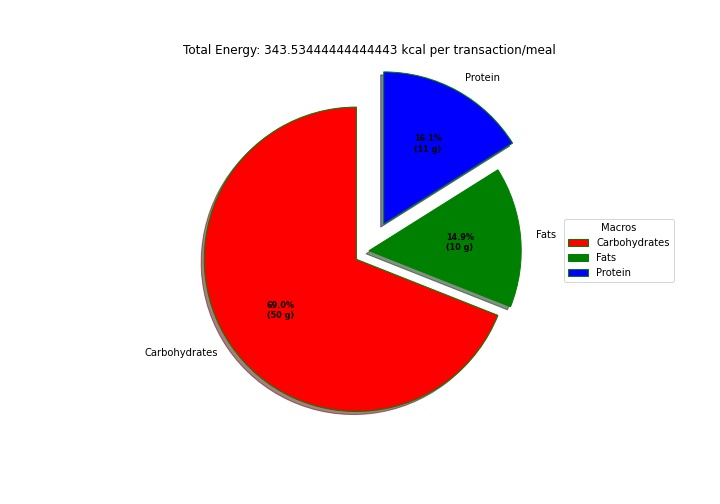 Total Energy: 343.53444444444443 kcal per transaction/meal
Protein
16.1%
(11 g)
14.9%
(10 g)
Fats
Macros
Carbohydrates
Fats
Protein
69.0%
(50 g)
Carbohydrates